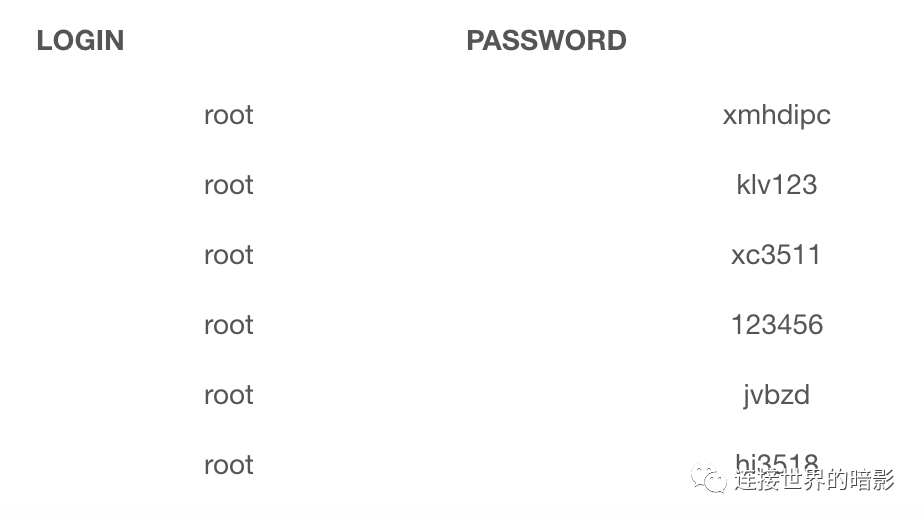 LOGIN PASSWORD
root xmhdipc
root klv123
root xc3511
root 123456
root jvbzd
root hi3518
连接世界的暗影